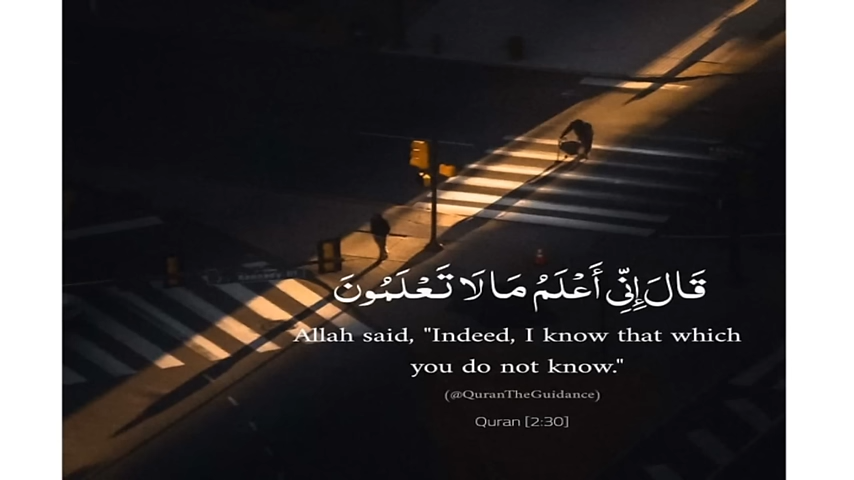 قَالَ إِنِّي أَعْلَمُ مَا لَا تَعْلَمُونَ
Allah said, "Indeed, I know that which
you do not know."
(@QuranTheGuidance)
Quran [2:30]